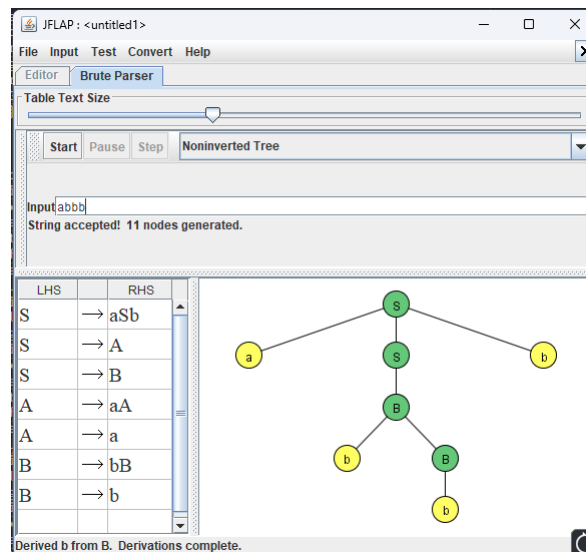 JFLAP : <untitled1>
File Input Test Convert Help
Editor Brute Parser
Table Text Size
Start Pause Step Noninverted Tree
Input abbb
String accepted! 11 nodes generated.
LHS RHS
S → aSb
S → A
S → B
A → aA
A → a
B → bB
B → b
S
a S b
B
b B
b
Derived b from B. Derivations complete.